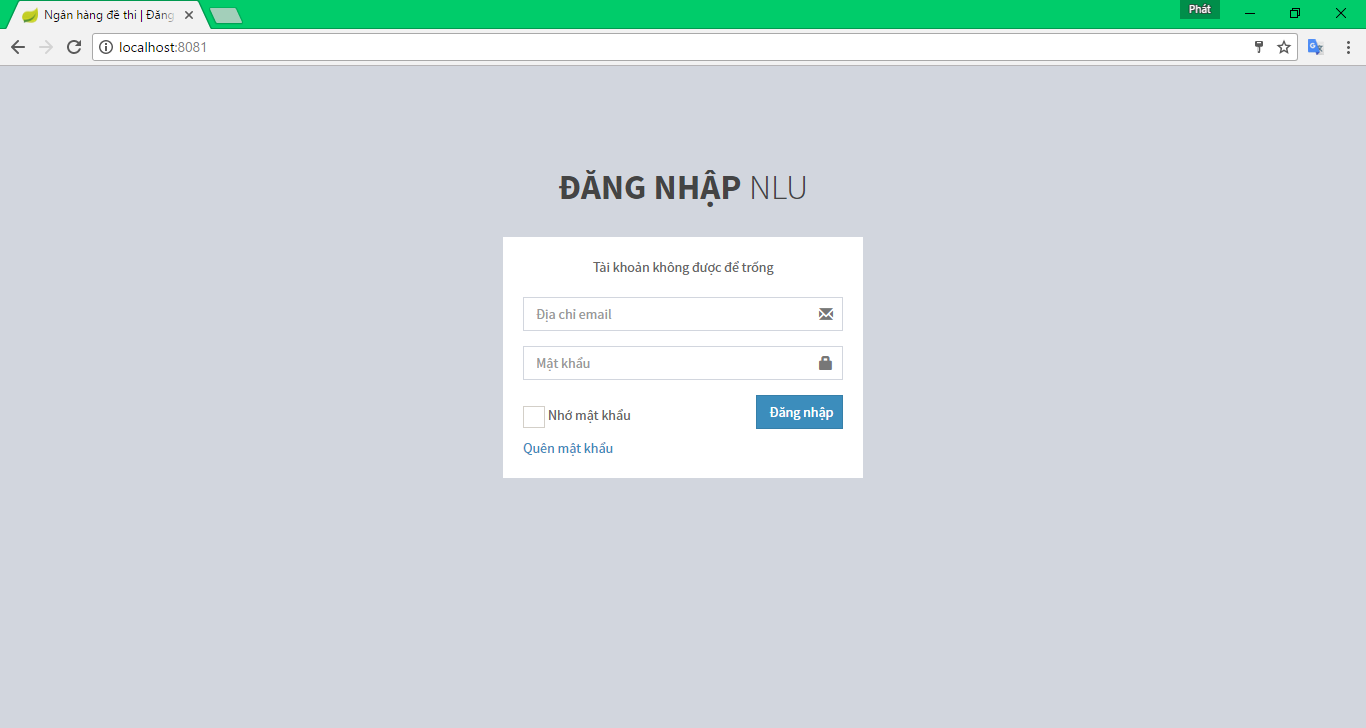 Ngân hàng đề thi | Đăng
Phát
localhost:8081
ĐĂNG NHẬP NLU
Tài khoản không được để trống
Địa chỉ email
Mật khẩu
Nhớ mật khẩu
Đăng nhập
Quên mật khẩu